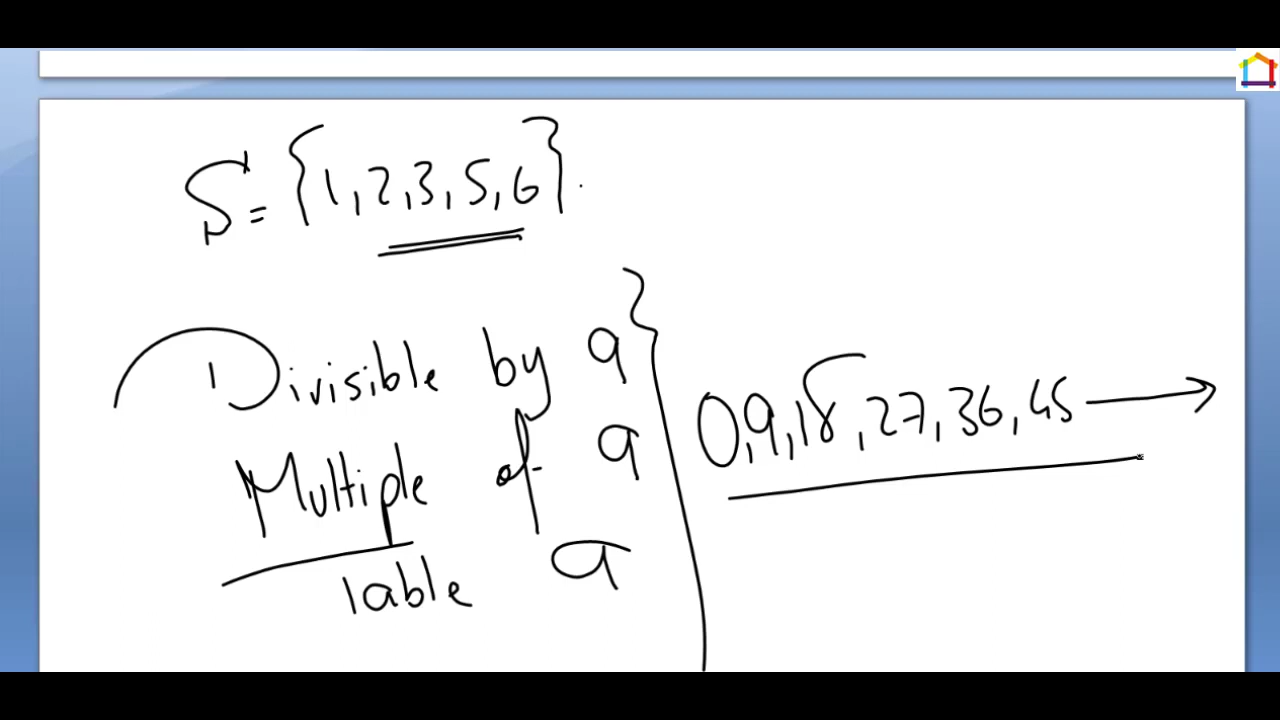 S = {1, 2, 3, 5, 6}.
Divisible by 9
Multiple of 9
Table 9
0, 9, 18, 27, 36, 45 →